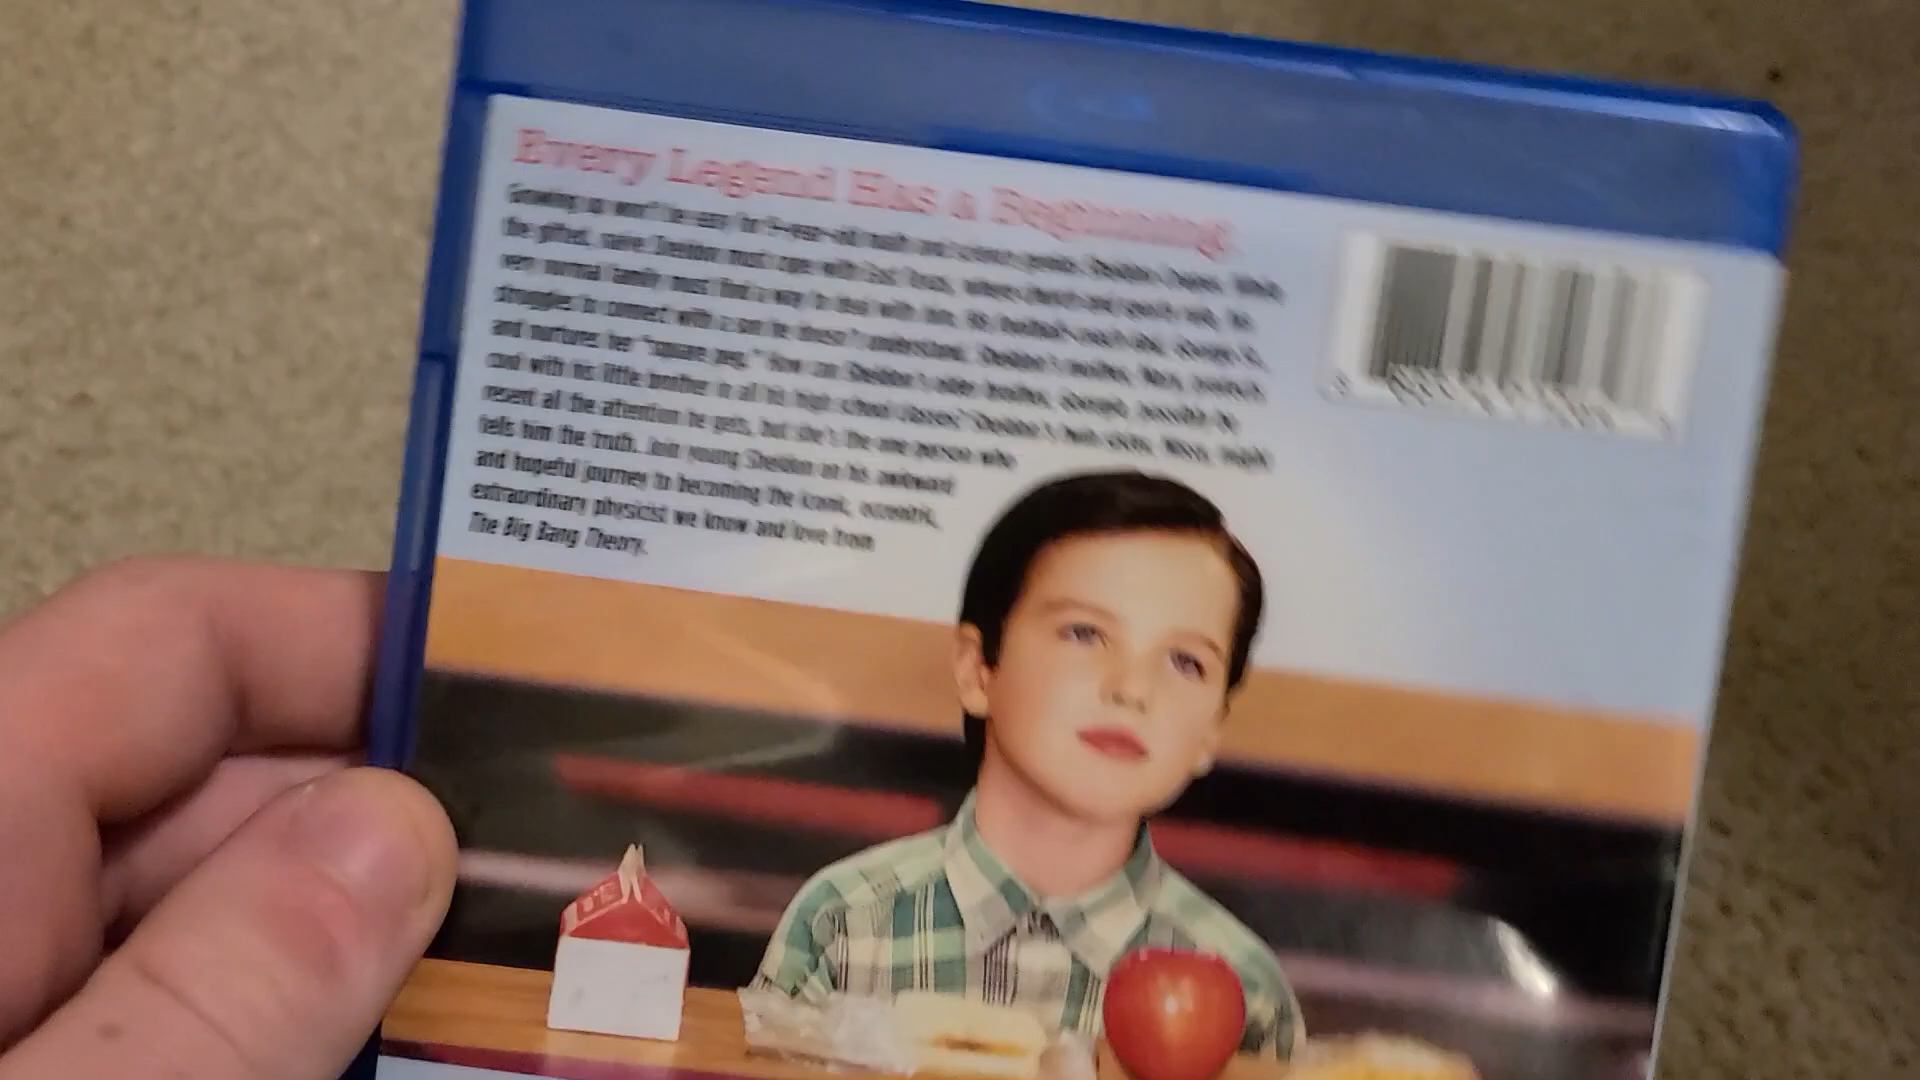 Every Legend Has a Beginning.
Growing up won't be easy for 9-year-old math and science genius Sheldon Cooper. While
the gifted, naive Sheldon must cope with East Texas, where church and sports rule, his
very normal family must find a way to deal with him. His football-coach dad, George Sr.,
struggles to connect with a son he doesn't understand. Sheldon's mother, Mary,
and nurtures her "square peg." How can Sheldon's older brother, George, possibly be
cool with his little brother in all his high school classes? Sheldon's twin sister, Missy, might
resent all the attention he gets, but she's the one person who
tells him the truth. Join young Sheldon on his awkward
and hopeful journey to becoming the iconic, eccentric,
extraordinary physicist we know and love from
The Big Bang Theory.